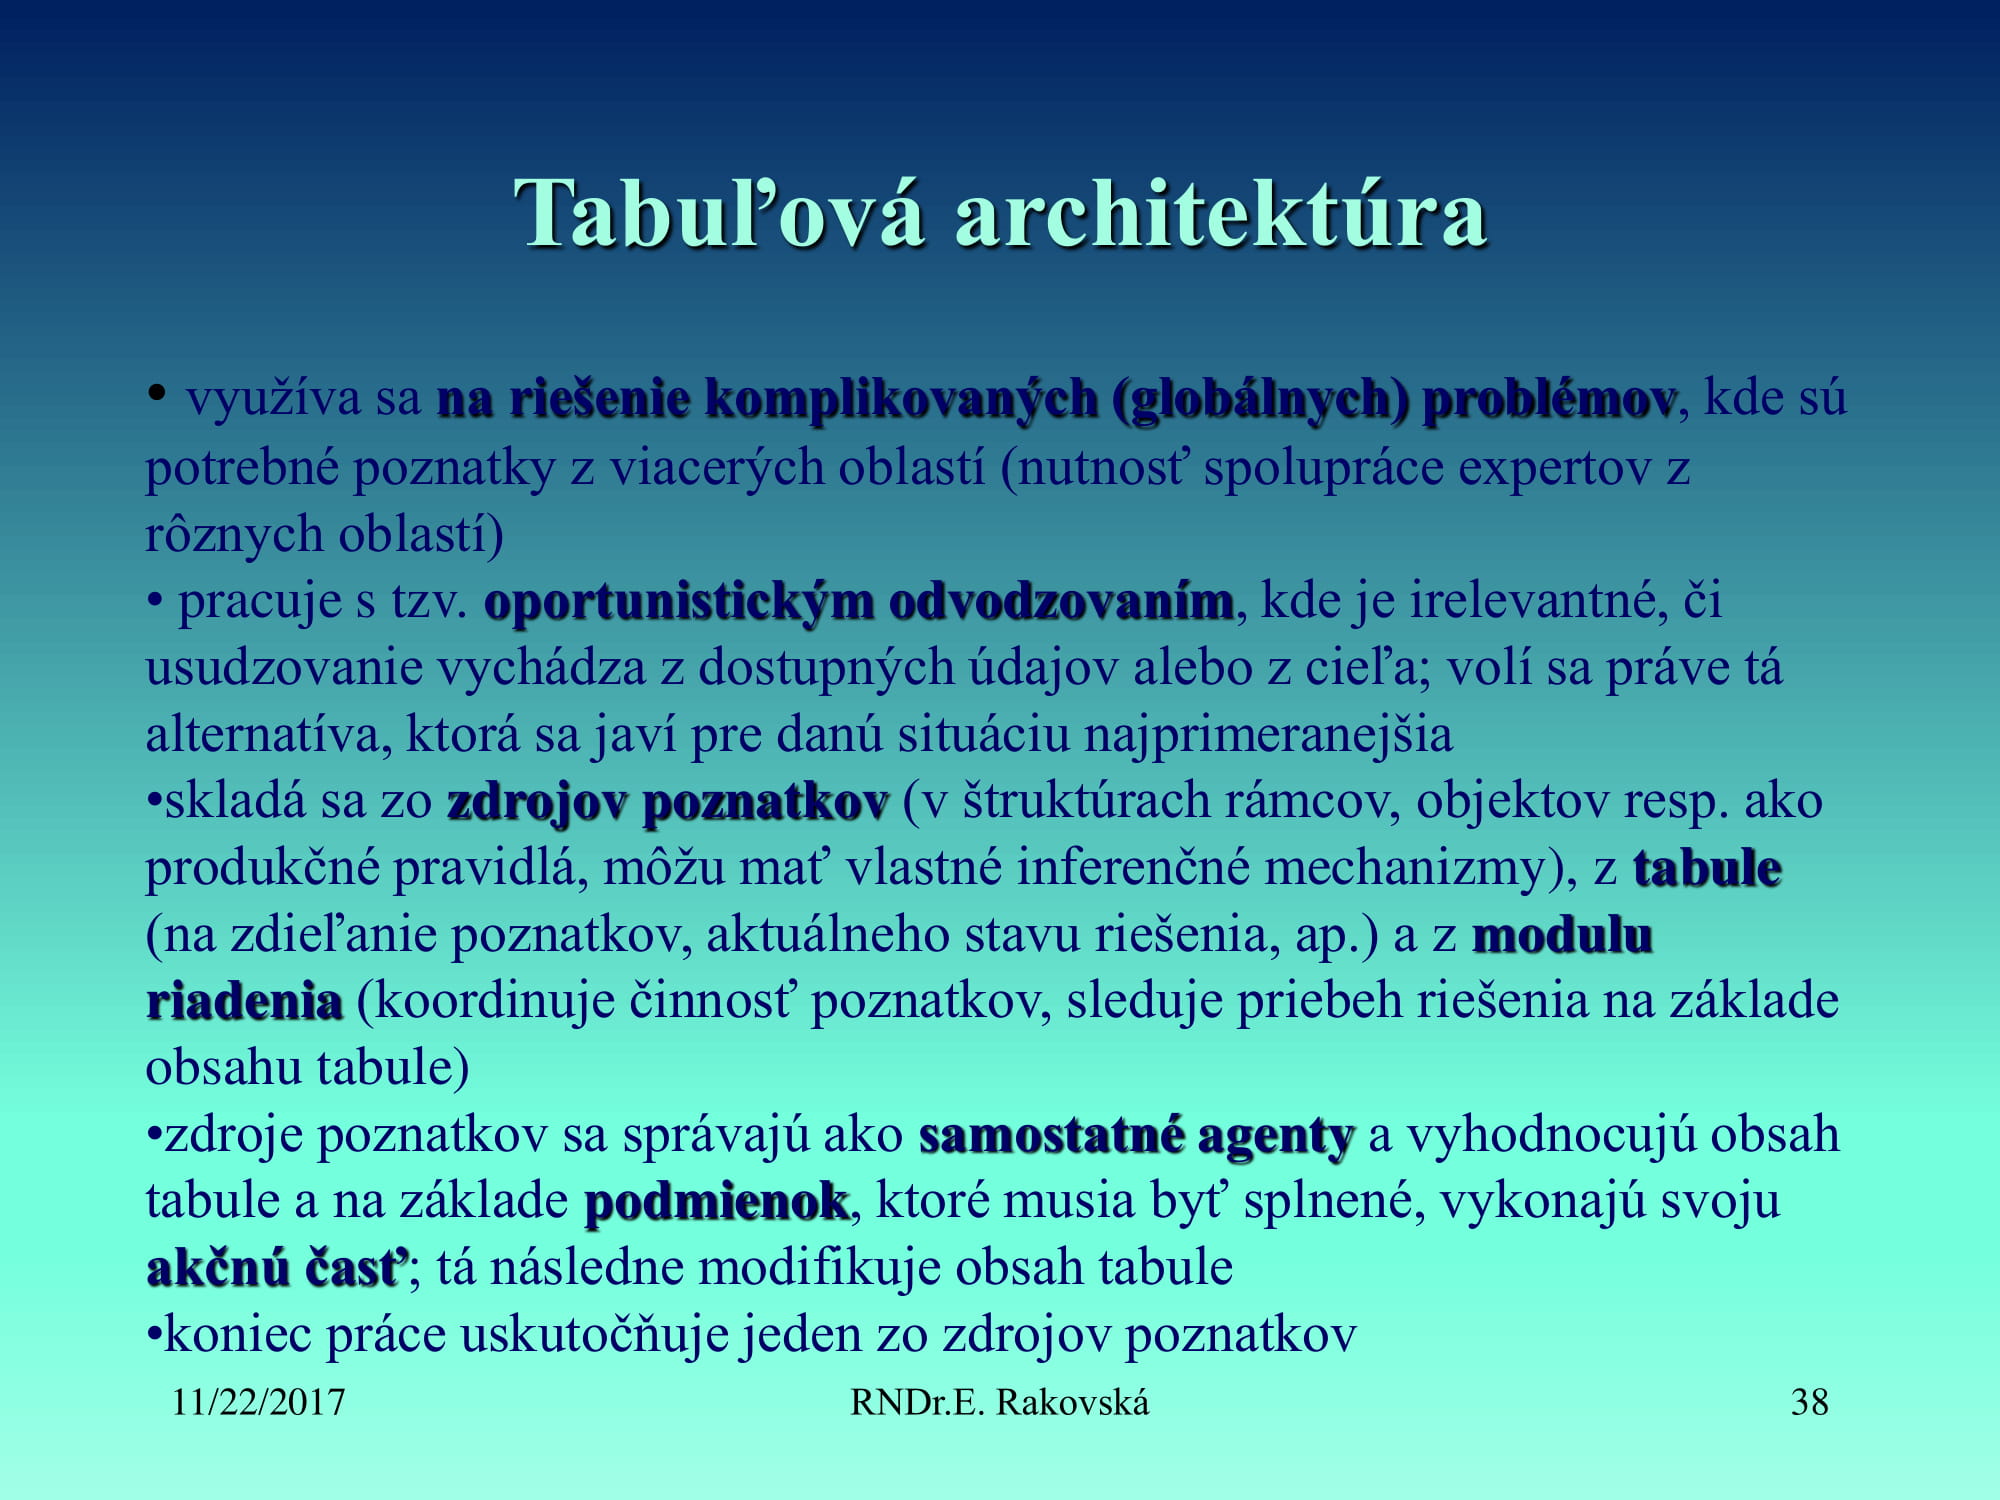 Tabuľová architektúra
• využíva sa na riešenie komplikovaných (globálnych) problémov, kde sú
potrebné poznatky z viacerých oblastí (nutnosť spolupráce expertov z
rôznych oblastí)
• pracuje s tzv. oportunistickým odvodzovaním, kde je irelevantné, či
usudzovanie vychádza z dostupných údajov alebo z cieľa; volí sa práve tá
alternatíva, ktorá sa javí pre danú situáciu najprimeranejšia
•skladá sa zo zdrojov poznatkov (v štruktúrach rámcov, objektov resp. ako
produkčné pravidlá, môžu mať vlastné inferenčné mechanizmy), z tabule
(na zdieľanie poznatkov, aktuálneho stavu riešenia, ap.) a z modulu
riadenia (koordinuje činnosť poznatkov, sleduje priebeh riešenia na základe
obsahu tabule)
•zdroje poznatkov sa správajú ako samostatné agenty a vyhodnocujú obsah
tabule a na základe podmienok, ktoré musia byť splnené, vykonajú svoju
akčnú časť; tá následne modifikuje obsah tabule
•koniec práce uskutočňuje jeden zo zdrojov poznatkov
11/22/2017 RNDr.E. Rakovská 38